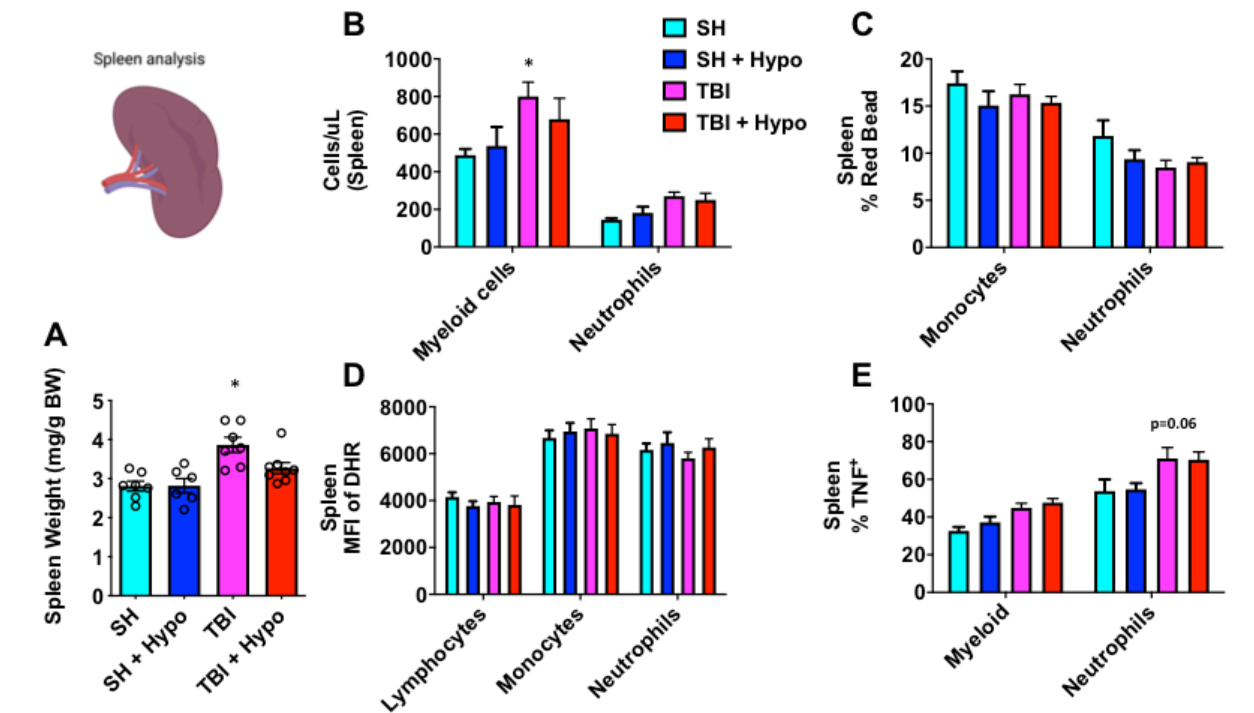 Spleen analysis
B
1000
800
600
400
200
0
Cells/uL
(Spleen)
*
Myeloid cells
Neutrophils
SH
SH + Hypo
TBI
TBI + Hypo
C
20
15
10
5
0
Spleen
% Red Bead
Monocytes
Neutrophils
A
5
4
3
2
1
0
Spleen Weight (mg/g BW)
*
SH
SH + Hypo
TBI
TBI + Hypo
D
8000
6000
4000
2000
0
Spleen
MFI of DHR
Lymphocytes
Monocytes
Neutrophils
E
100
80
60
40
20
0
Spleen
% TNF⁺
p=0.06
Myeloid
Neutrophils